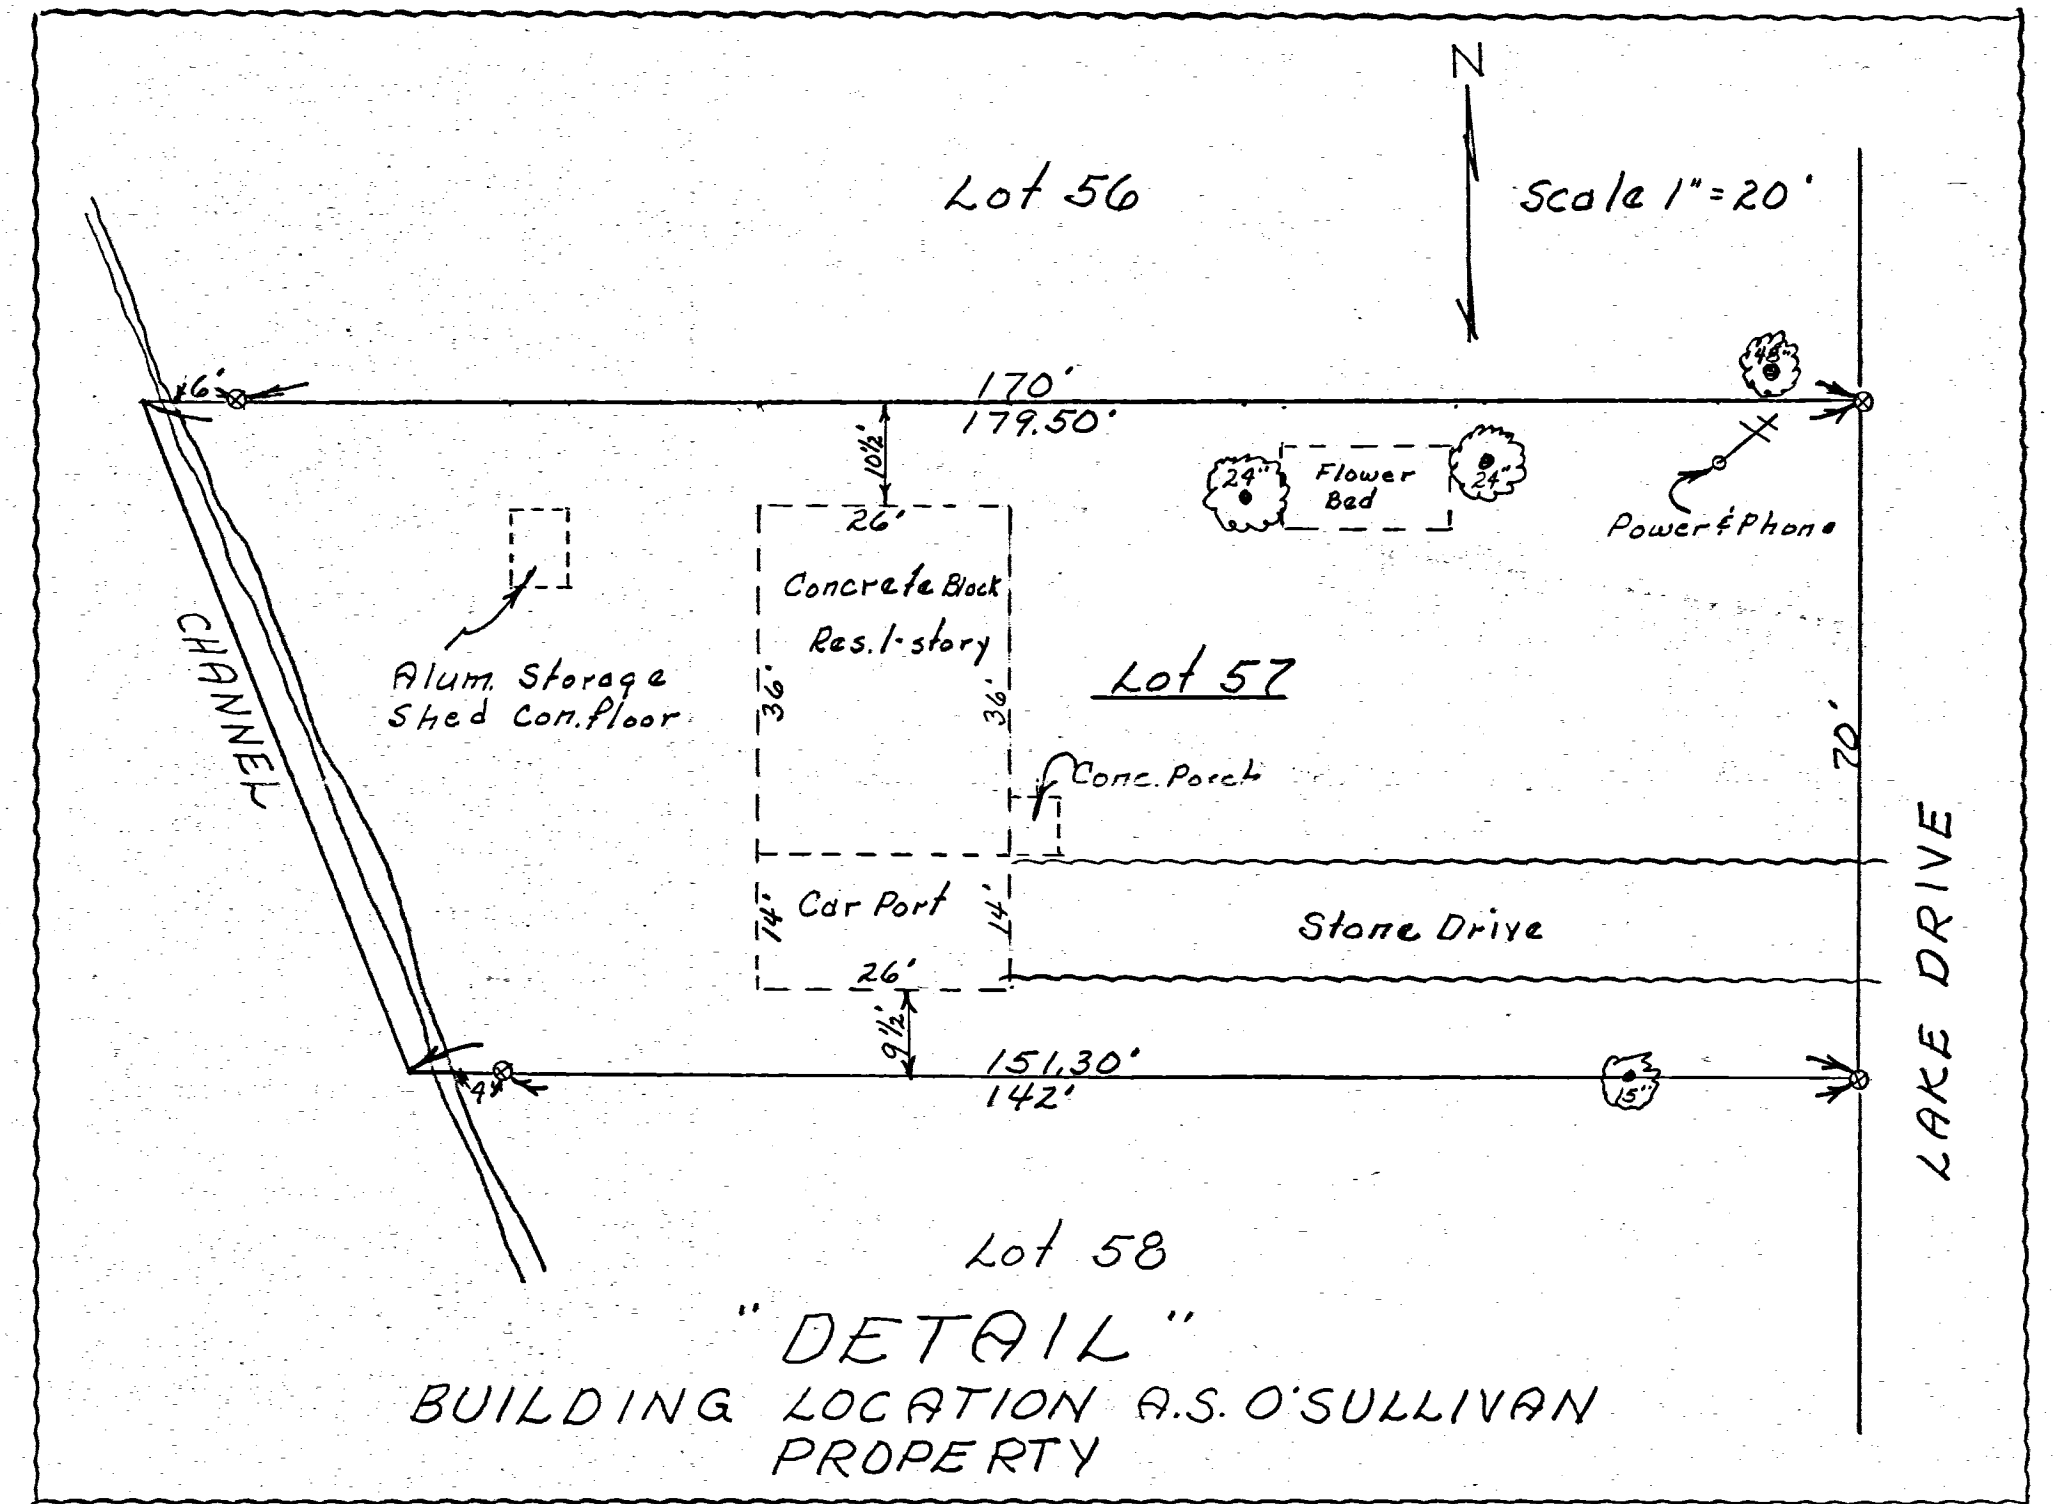 N
Lot 56
Scale 1" = 20'
48"
6'
170'
179.50'
10½'
24"
Flower
Bed
24"
Power & Phone
26'
Concrete Block
Res. 1-story
36'
36'
Alum. Storage
Shed Con. floor
CHANNEL
Lot 57
70'
Conc. Porch
Car Port
14'
14'
26'
Stone Drive
LAKE DRIVE
9½'
4'
151.30'
142'
15"
Lot 58
"DETAIL"
BUILDING LOCATION A.S. O'SULLIVAN
PROPERTY